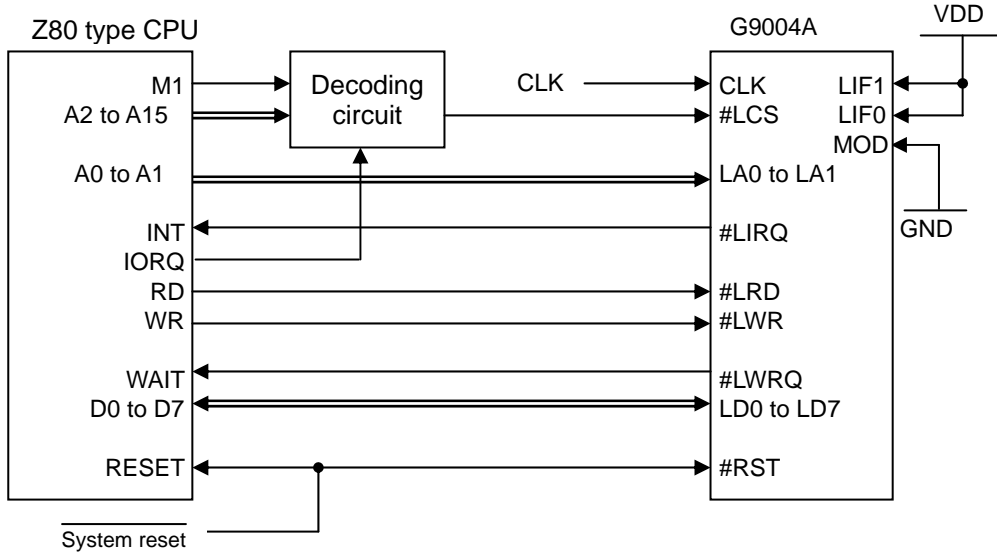 VDD
Z80 type CPU
G9004A
M1
Decoding
circuit
CLK
CLK
LIF1
A2 to A15
#LCS
LIF0
MOD
A0 to A1
LA0 to LA1
INT
#LIRQ
GND
IORQ
RD
#LRD
WR
#LWR
WAIT
#LWRQ
D0 to D7
LD0 to LD7
RESET
#RST
System reset